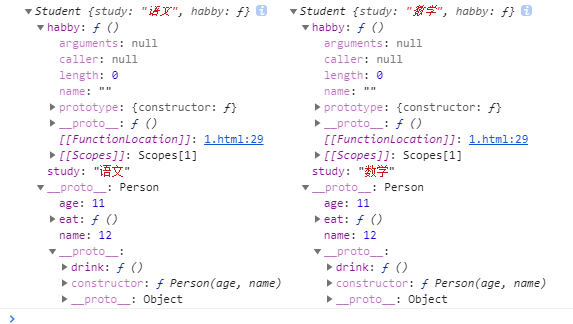 Student {study: "语文", habby: ƒ} i
habby: ƒ ()
arguments: null
caller: null
length: 0
name: ""
prototype: {constructor: ƒ}
__proto__: ƒ ()
[[FunctionLocation]]: 1.html:29
[[Scopes]]: Scopes[1]
study: "语文"
__proto__: Person
age: 11
eat: ƒ ()
name: 12
__proto__:
drink: ƒ ()
constructor: ƒ Person(age, name)
__proto__: Object
Student {study: "数学", habby: ƒ} i
habby: ƒ ()
arguments: null
caller: null
length: 0
name: ""
prototype: {constructor: ƒ}
__proto__: ƒ ()
[[FunctionLocation]]: 1.html:29
[[Scopes]]: Scopes[1]
study: "数学"
__proto__: Person
age: 11
eat: ƒ ()
name: 12
__proto__:
drink: ƒ ()
constructor: ƒ Person(age, name)
__proto__: Object